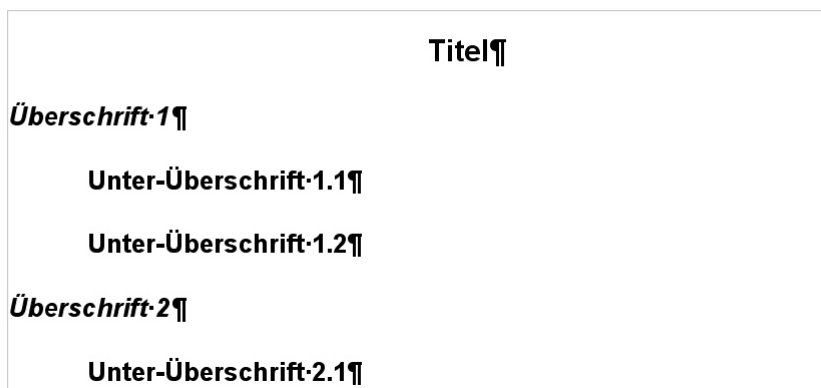 Titel¶
Überschrift·1¶
Unter-Überschrift·1.1¶
Unter-Überschrift·1.2¶
Überschrift·2¶
Unter-Überschrift·2.1¶